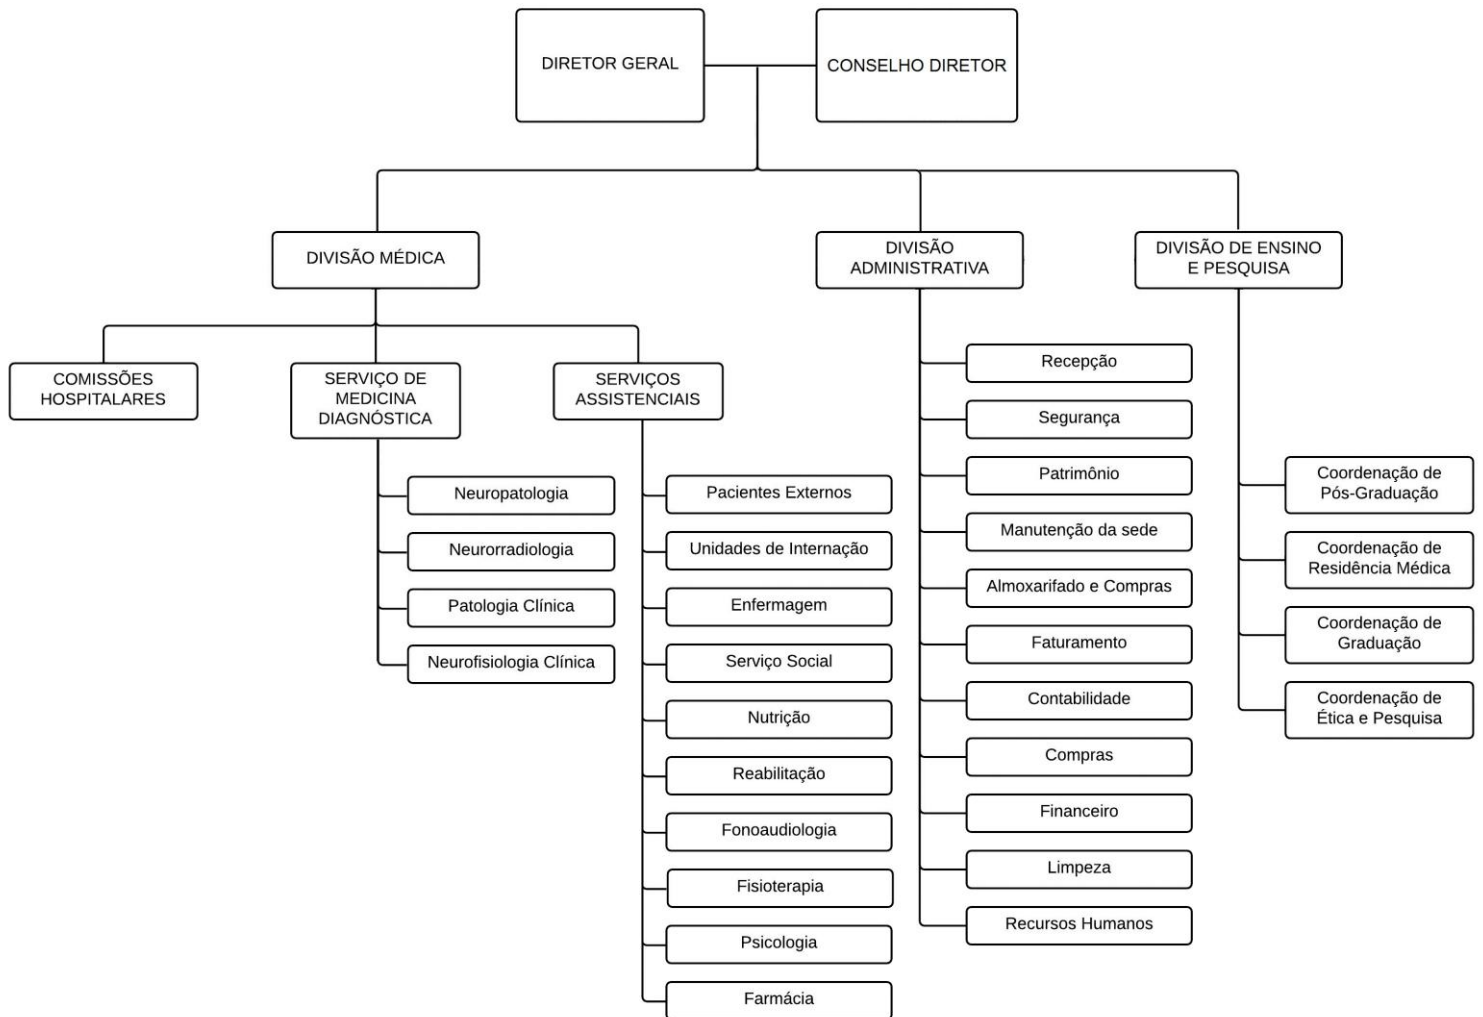 DIRETOR GERAL
CONSELHO DIRETOR
DIVISÃO MÉDICA
DIVISÃO
ADMINISTRATIVA
DIVISÃO DE ENSINO
E PESQUISA
COMISSÕES
HOSPITALARES
SERVIÇO DE
MEDICINA
DIAGNÓSTICA
SERVIÇOS
ASSISTENCIAIS
Neuropatologia
Neurorradiologia
Patologia Clínica
Neurofisiologia Clínica
Pacientes Externos
Unidades de Internação
Enfermagem
Serviço Social
Nutrição
Reabilitação
Fonoaudiologia
Fisioterapia
Psicologia
Farmácia
Recepção
Segurança
Patrimônio
Manutenção da sede
Almoxarifado e Compras
Faturamento
Contabilidade
Compras
Financeiro
Limpeza
Recursos Humanos
Coordenação de
Pós-Graduação
Coordenação de
Residência Médica
Coordenação de
Graduação
Coordenação de
Ética e Pesquisa